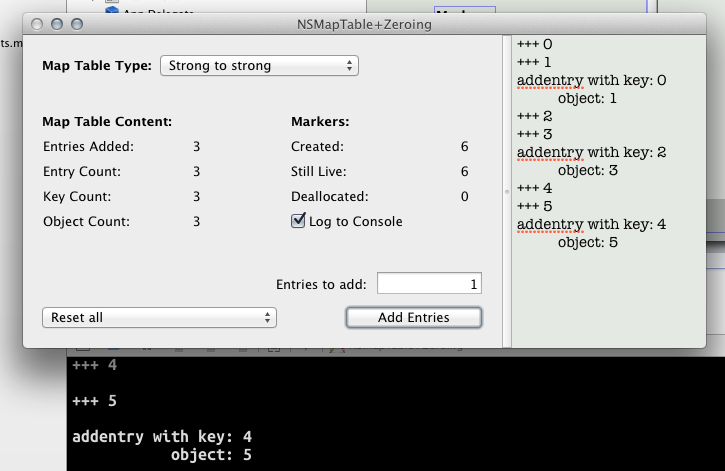 App Delegate
ts.m
NSMapTable+Zeroing
Map Table Type: Strong to strong
Map Table Content:
Entries Added: 3
Entry Count: 3
Key Count: 3
Object Count: 3
Markers:
Created: 6
Still Live: 6
Deallocated: 0
Log to Console
Entries to add: 1
Reset all
Add Entries
+++ 0
+++ 1
addentry with key: 0
object: 1
+++ 2
+++ 3
addentry with key: 2
object: 3
+++ 4
+++ 5
addentry with key: 4
object: 5
+++ 4
+++ 5
addentry with key: 4
object: 5